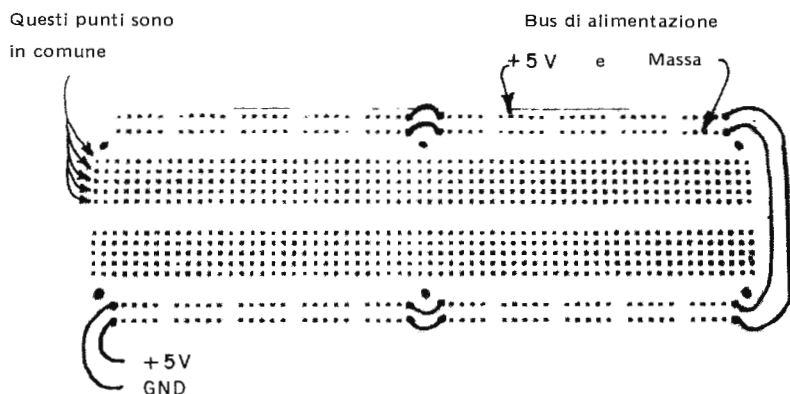 Questi punti sono
in comune
Bus di alimentazione
+5 V e Massa
+5V
GND